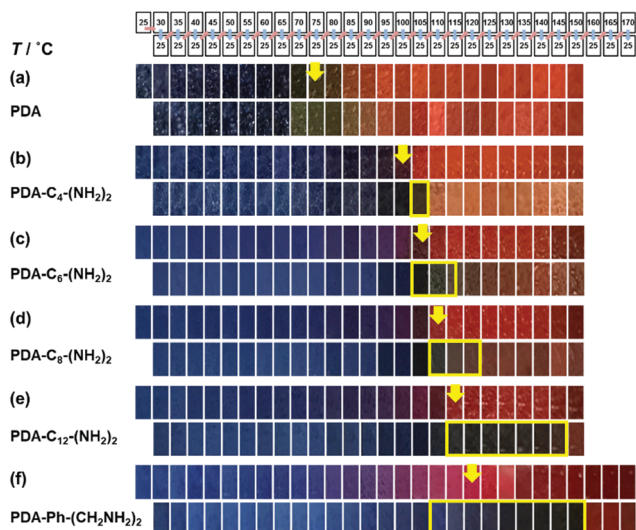 25 30 35 40 45 50 55 60 65 70 75 80 85 90 95 100 105 110 115 120 125 130 135 140 145 150 160 165 170
25 25 25 25 25 25 25 25 25 25 25 25 25 25 25 25 25 25 25 25 25 25 25 25 25 25 25 25
T / °C
(a)
PDA
(b)
PDA-C₄-(NH₂)₂
(c)
PDA-C₆-(NH₂)₂
(d)
PDA-C₈-(NH₂)₂
(e)
PDA-C₁₂-(NH₂)₂
(f)
PDA-Ph-(CH₂NH₂)₂